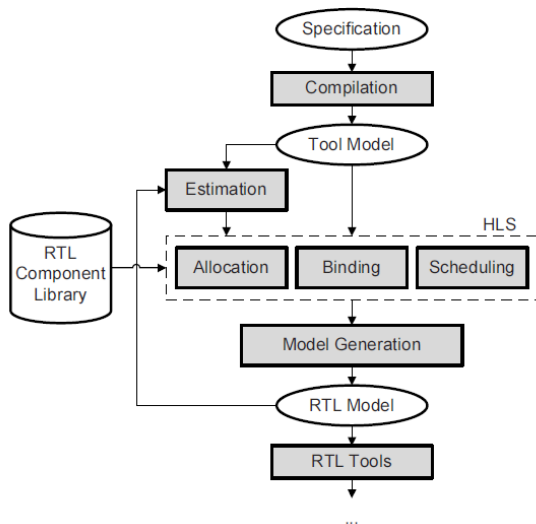 Specification
Compilation
Tool Model
Estimation
HLS
RTL
Component
Library
Allocation
Binding
Scheduling
Model Generation
RTL Model
RTL Tools
...